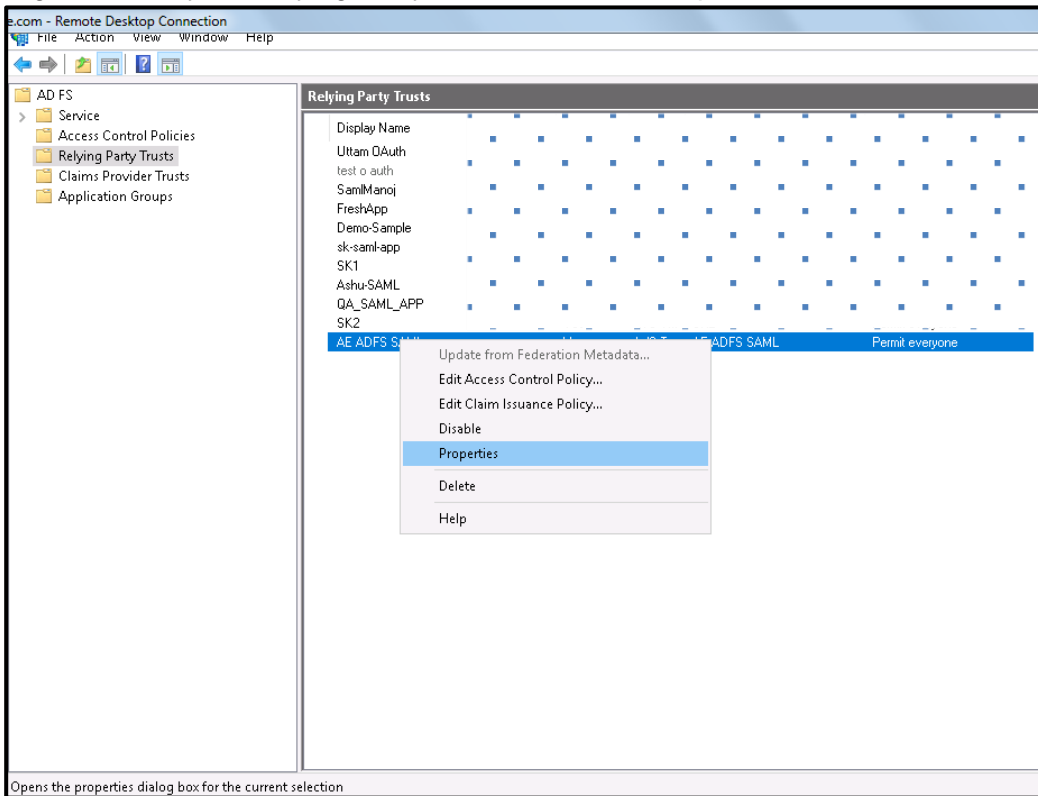 e.com - Remote Desktop Connection
File Action View Window Help
AD FS
Service
Access Control Policies
Relying Party Trusts
Claims Provider Trusts
Application Groups
Relying Party Trusts
Display Name
Uttam OAuth
test o auth
SamlManoj
FreshApp
Demo-Sample
sk-saml-app
SK1
Ashu-SAML
QA_SAML_APP
SK2
AE ADFS ADFS SAML Permit everyone
Update from Federation Metadata...
Edit Access Control Policy...
Edit Claim Issuance Policy...
Disable
Properties
Delete
Help
Opens the properties dialog box for the current selection